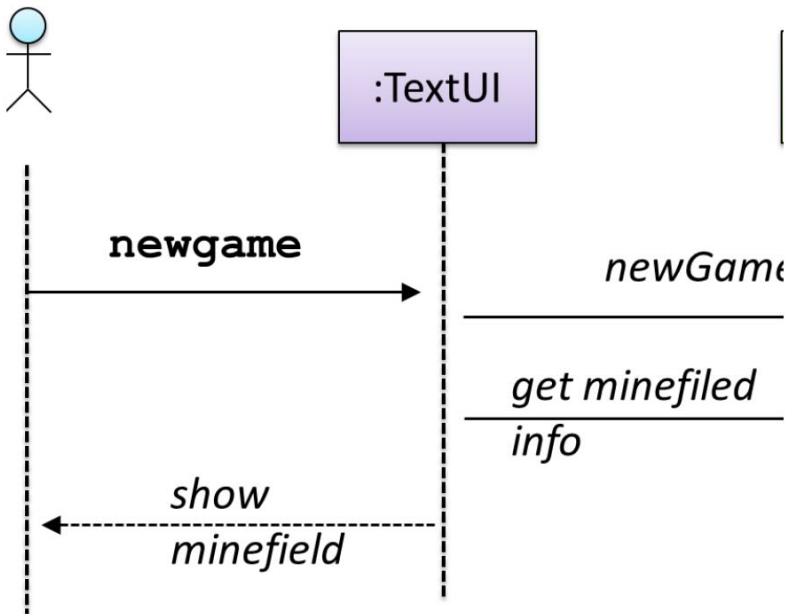 :TextUI
newgame
newGame
get minefiled
info
show
minefield